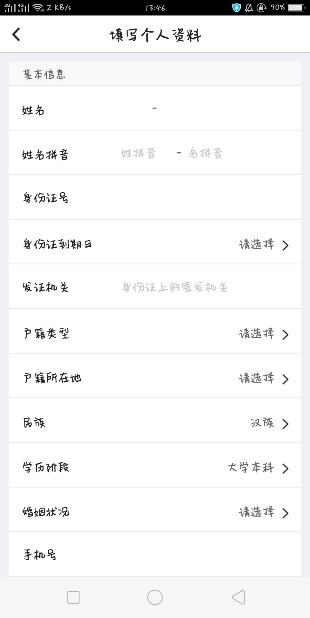 2 KB/s 13:46 90%
填写个人资料
基本信息
姓名 -
姓名拼音 姓拼音 - 名拼音
身份证号
身份证到期日 请选择
发证机关 身份证上的签发机关
户籍类型 请选择
户籍所在地 请选择
民族 汉族
学历阶段 大学本科
婚姻状况 请选择
手机号